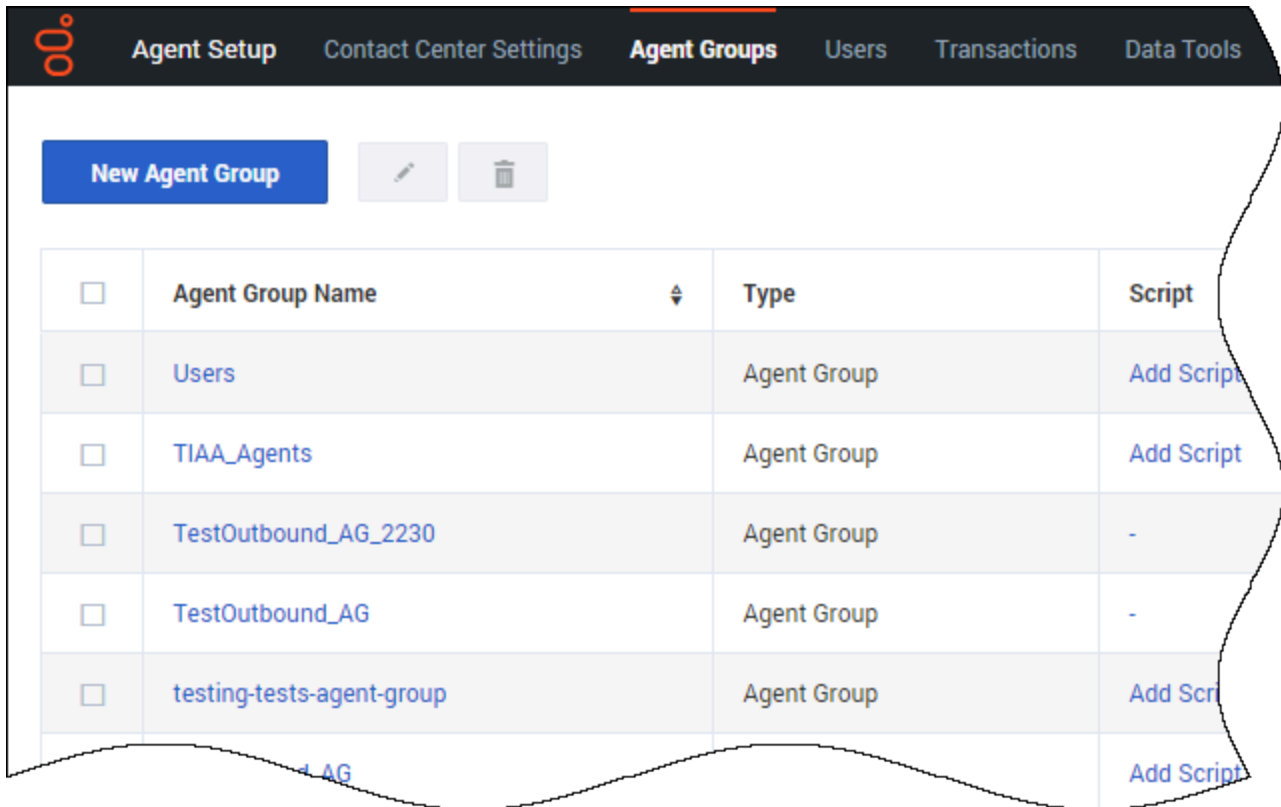 Agent Setup Contact Center Settings Agent Groups Users Transactions Data Tools
New Agent Group
Agent Group Name Type Script
Users Agent Group Add Script
TIAA_Agents Agent Group Add Script
TestOutbound_AG_2230 Agent Group -
TestOutbound_AG Agent Group -
testing-tests-agent-group Agent Group Add
Add Script